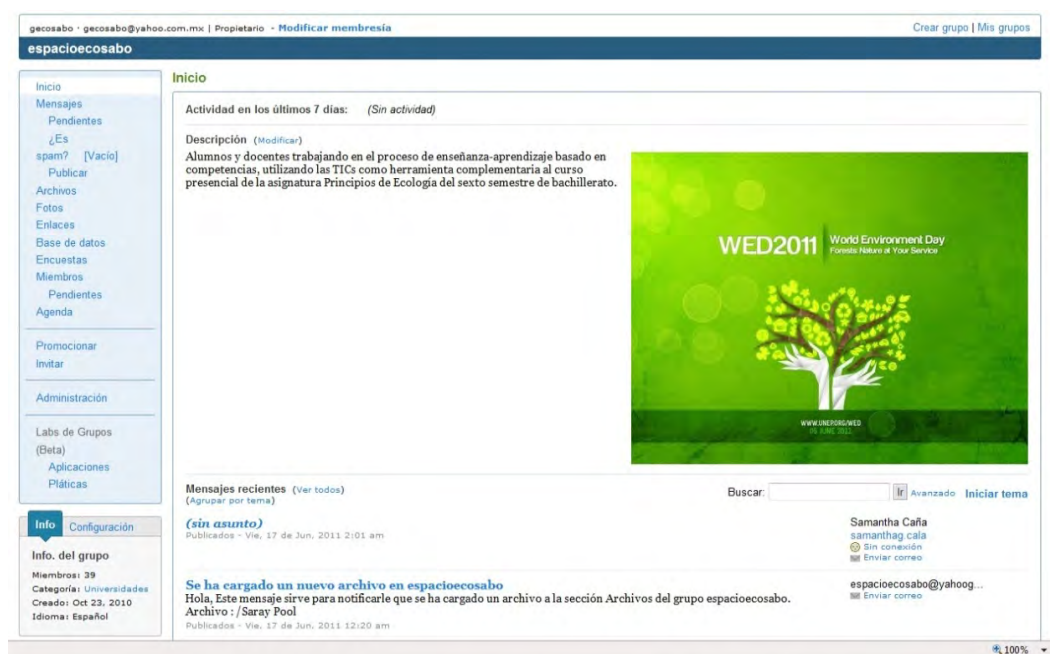 gecosabo · gecosabo@yahoo.com.mx | Propietario - Modificar membresía
Crear grupo | Mis grupos
espacioecosabo
Inicio
Mensajes
Pendientes
¿Es
spam? [Vacío]
Publicar
Archivos
Fotos
Enlaces
Base de datos
Encuestas
Miembros
Pendientes
Agenda
Promocionar
Invitar
Administración
Labs de Grupos
(Beta)
Aplicaciones
Pláticas
Info Configuración
Info. del grupo
Miembros: 39
Categoría: Universidades
Creado: Oct 23, 2010
Idioma: Español
Inicio
Actividad en los últimos 7 días: (Sin actividad)
Descripción (Modificar)
Alumnos y docentes trabajando en el proceso de enseñanza-aprendizaje basado en
competencias, utilizando las TICs como herramienta complementaria al curso
presencial de la asignatura Principios de Ecología del sexto semestre de bachillerato.
WED2011 World Environment Day
Forests: Nature at Your Service
WWW.UNEP.ORG/WED
Mensajes recientes (Ver todos)
(Agrupar por tema)
Buscar: Ir Avanzado Iniciar tema
(sin asunto)
Publicados - Vie, 17 de Jun, 2011 2:01 am
Samantha Caña
samanthag.cala
Sin conexión
Enviar correo
Se ha cargado un nuevo archivo en espacioecosabo
Hola, Este mensaje sirve para notificarle que se ha cargado un archivo a la sección Archivos del grupo espacioecosabo.
Archivo : /Saray Pool
Publicados - Vie, 17 de Jun, 2011 12:20 am
espacioecosabo@yahoog...
Enviar correo
100%